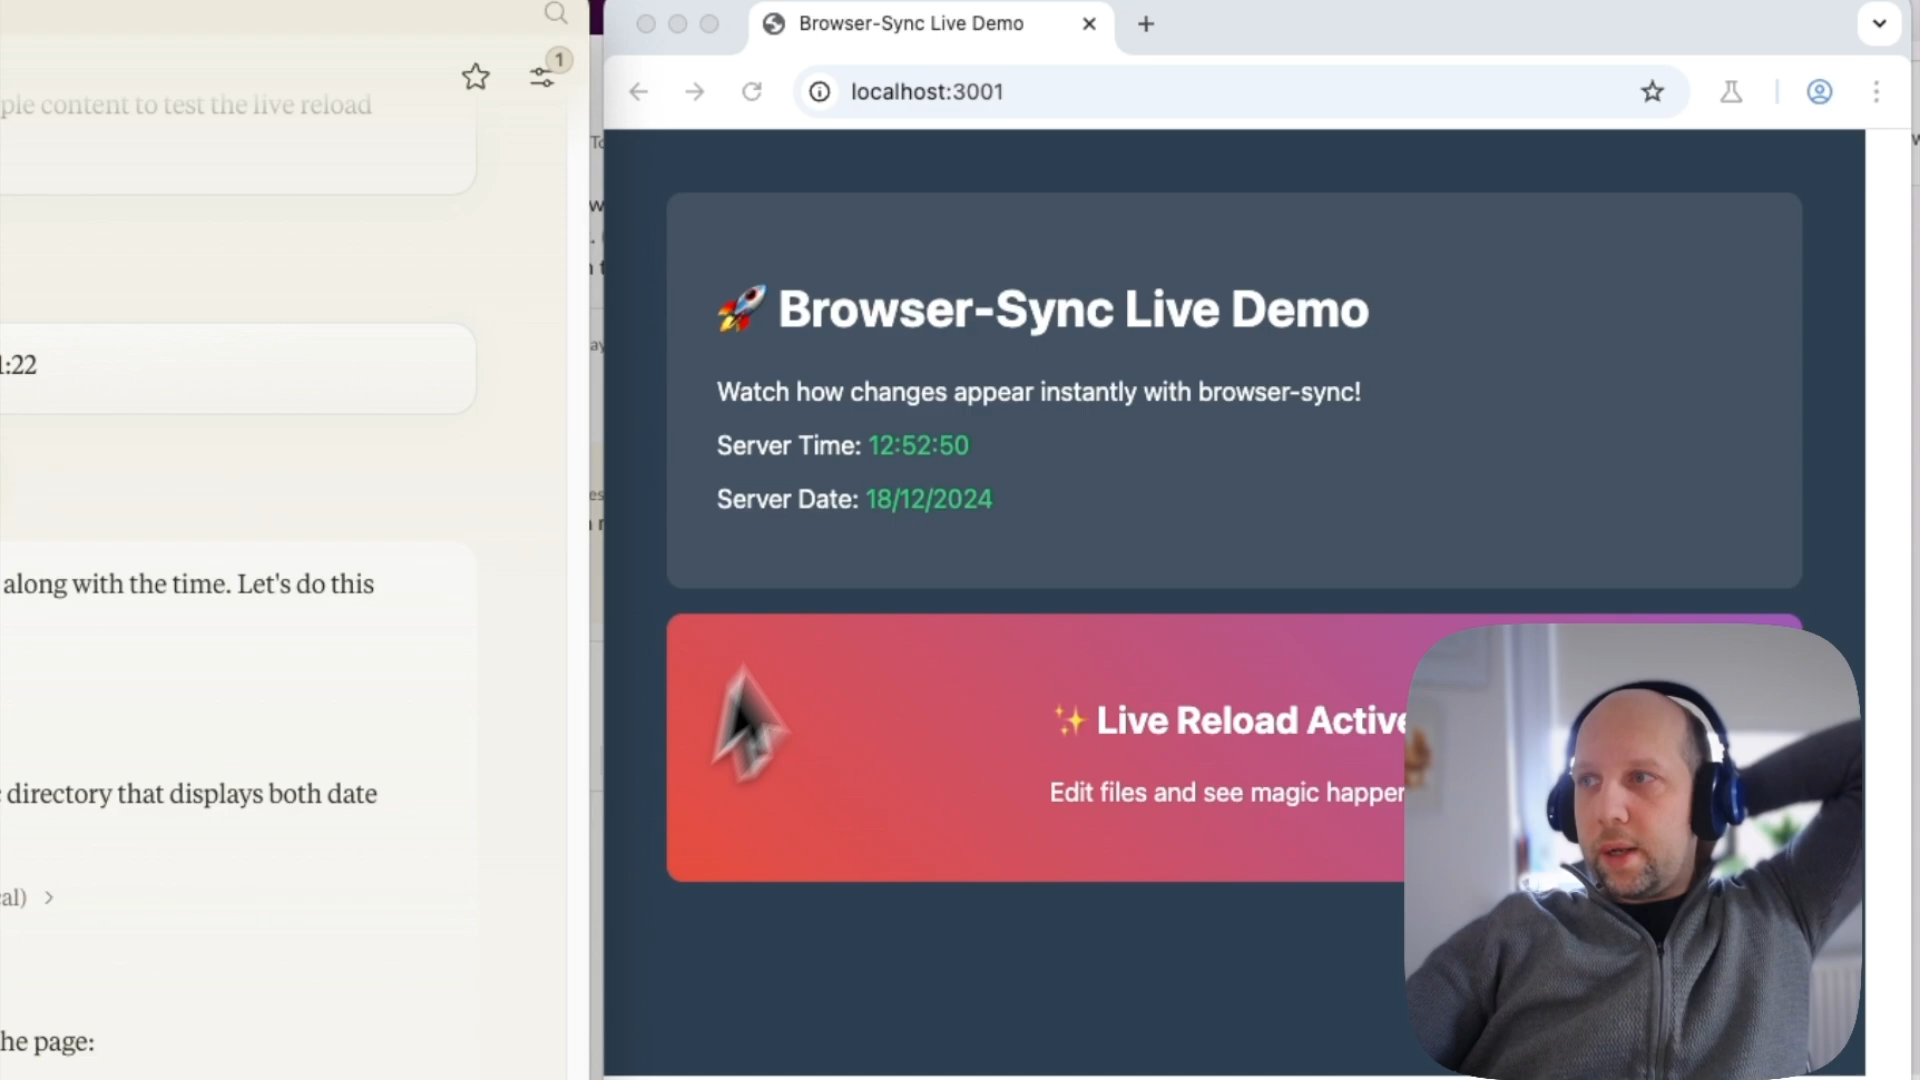 1
ple content to test the live reload
1:22
along with the time. Let's do this
directory that displays both date
al)
he page:
Browser-Sync Live Demo
localhost:3001
🚀 Browser-Sync Live Demo
Watch how changes appear instantly with browser-sync!
Server Time: 12:52:50
Server Date: 18/12/2024
✨ Live Reload Active
Edit files and see magic happen